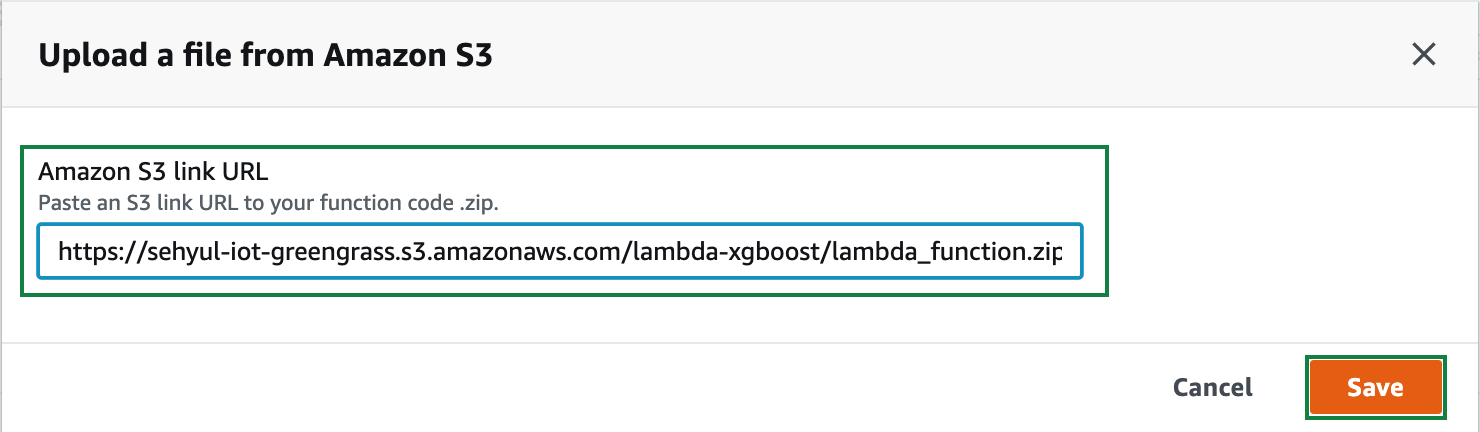 Upload a file from Amazon S3
Amazon S3 link URL
Paste an S3 link URL to your function code .zip.
https://sehyul-iot-greengrass.s3.amazonaws.com/lambda-xgboost/lambda_function.zip
Cancel Save